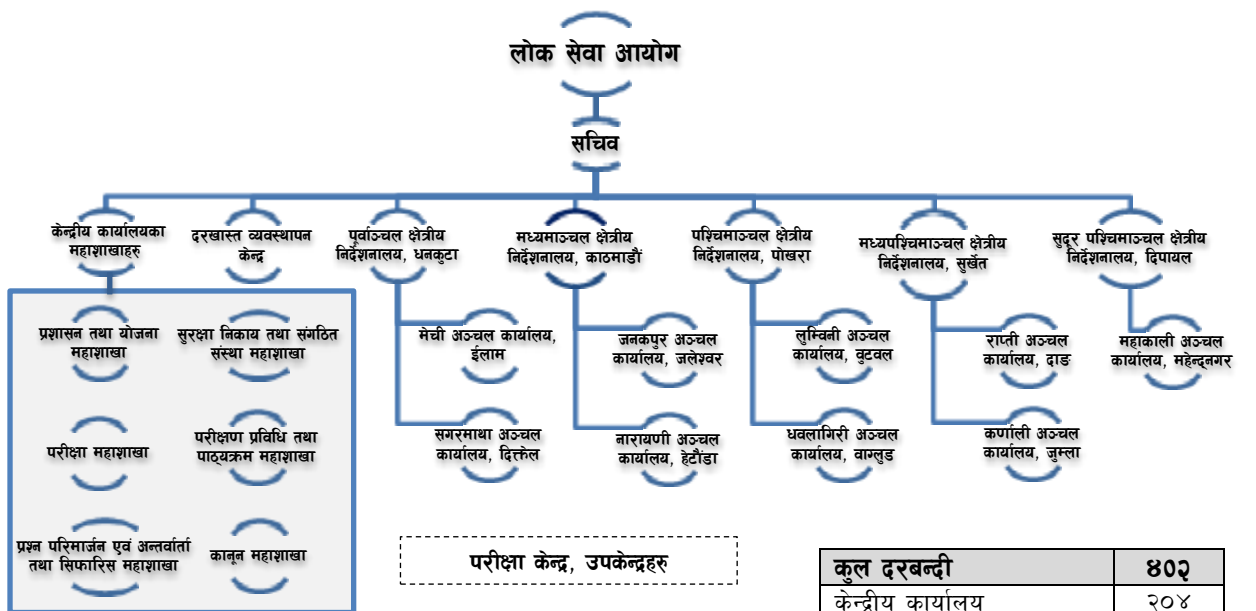 लोक सेवा आयोग
सचिव
केन्द्रीय कार्यालयका
महाशाखाहरु
दरखास्त व्यवस्थापन
केन्द्र
पूर्वाञ्चल क्षेत्रीय
निर्देशनालय, धनकुटा
मध्यमाञ्चल क्षेत्रीय
निर्देशनालय, काठमाडौं
पश्चिमाञ्चल क्षेत्रीय
निर्देशनालय, पोखरा
मध्यपश्चिमाञ्चल क्षेत्रीय
निर्देशनालय, सुर्खेत
सुदूर पश्चिमाञ्चल क्षेत्रीय
निर्देशनालय, दिपायल
प्रशासन तथा योजना
महाशाखा
सुरक्षा निकाय तथा संगठित
संस्था महाशाखा
मेची अञ्चल कार्यालय,
ईलाम
जनकपुर अञ्चल
कार्यालय, जलेश्वर
लुम्विनी अञ्चल
कार्यालय, वुटवल
राप्ती अञ्चल
कार्यालय, दाङ
महाकाली अञ्चल
कार्यालय, महेन्द्रनगर
परीक्षा महाशाखा
परीक्षण प्रविधि तथा
पाठ्यक्रम महाशाखा
सगरमाथा अञ्चल
कार्यालय, दिक्तेल
नारायणी अञ्चल
कार्यालय, हेटौंडा
धवलागिरी अञ्चल
कार्यालय, वाग्लुङ
कर्णाली अञ्चल
कार्यालय, जुम्ला
प्रश्न परिमार्जन एवं अन्तर्वार्ता
तथा सिफारिस महाशाखा
कानून महाशाखा
परीक्षा केन्द्र, उपकेन्द्रहरु
कुल दरबन्दी ४०२
केन्द्रीय कार्यालय २०४